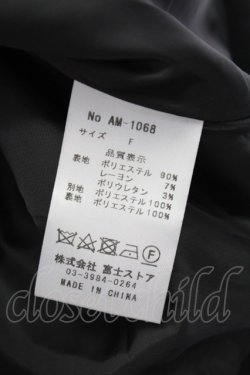 No AM-1068
サイズ F
品質表示
表地 ポリエステル 90%
レーヨン 7%
ポリウレタン 3%
別地 ポリエステル100%
裏地 ポリエステル100%
F
株式会社 富士ストア
03-3984-0264
MADE IN CHINA
closet child